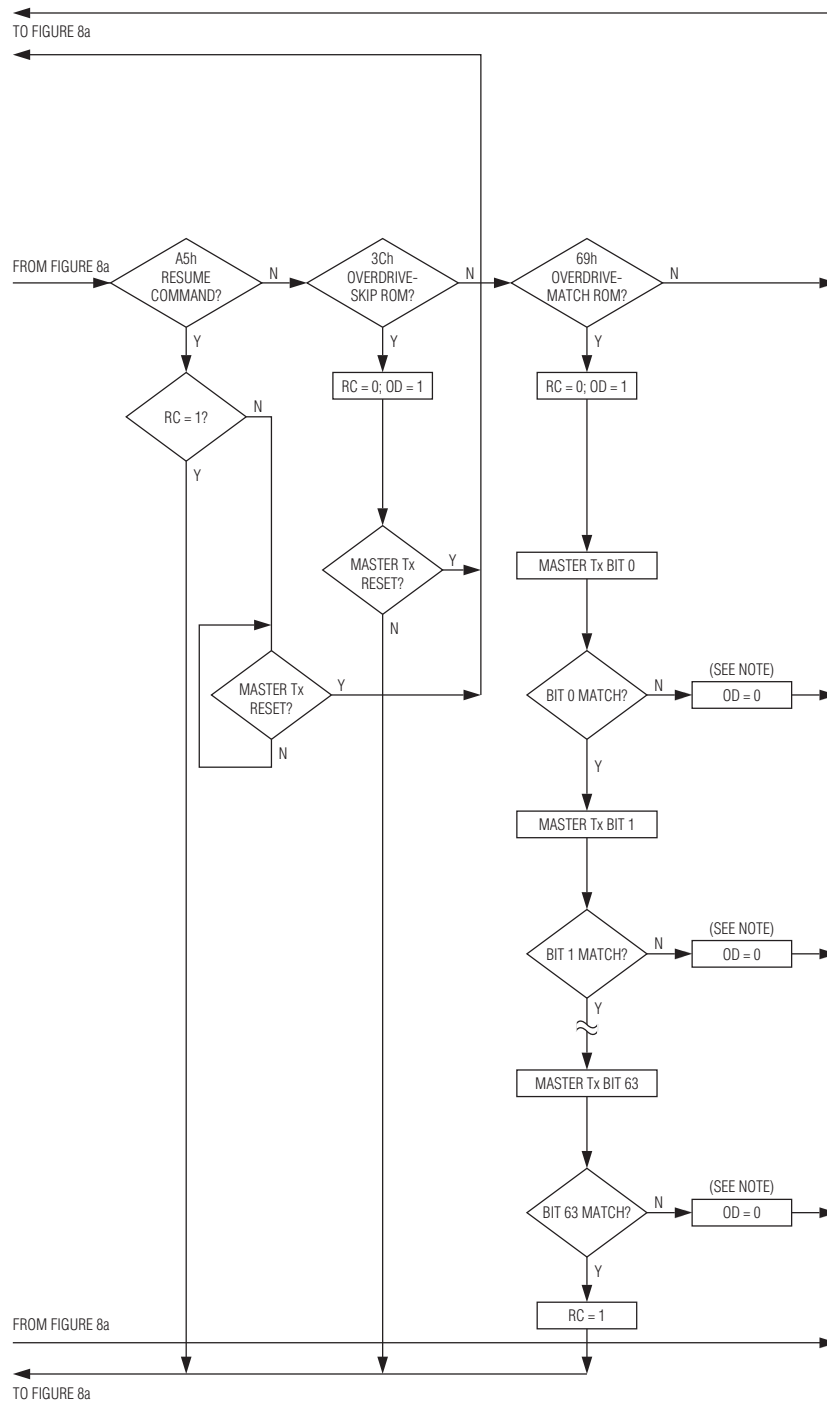 TO FIGURE 8a
FROM FIGURE 8a
A5h
RESUME
COMMAND?
N
3Ch
OVERDRIVE-
SKIP ROM?
N
69h
OVERDRIVE-
MATCH ROM?
N
Y
Y
Y
RC = 1?
N
Y
RC = 0; OD = 1
RC = 0; OD = 1
MASTER Tx
RESET?
Y
N
MASTER Tx BIT 0
MASTER Tx
RESET?
Y
N
BIT 0 MATCH?
N
(SEE NOTE)
OD = 0
Y
MASTER Tx BIT 1
BIT 1 MATCH?
N
(SEE NOTE)
OD = 0
Y
MASTER Tx BIT 63
BIT 63 MATCH?
N
(SEE NOTE)
OD = 0
Y
RC = 1
FROM FIGURE 8a
TO FIGURE 8a